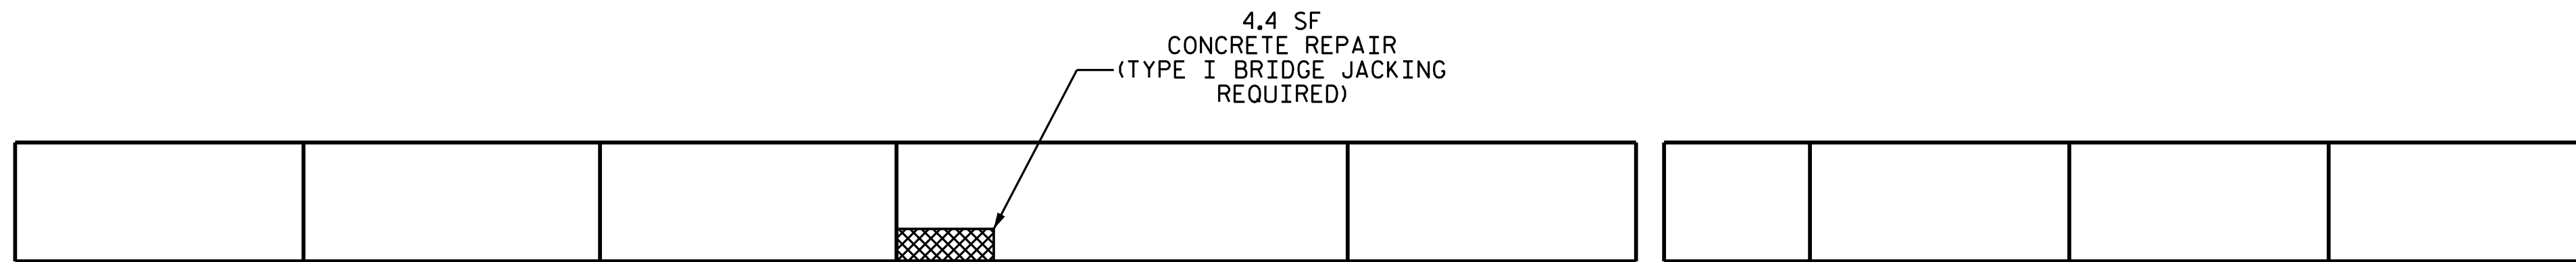 4.4 SF
CONCRETE REPAIR
(TYPE I BRIDGE JACKING
REQUIRED)